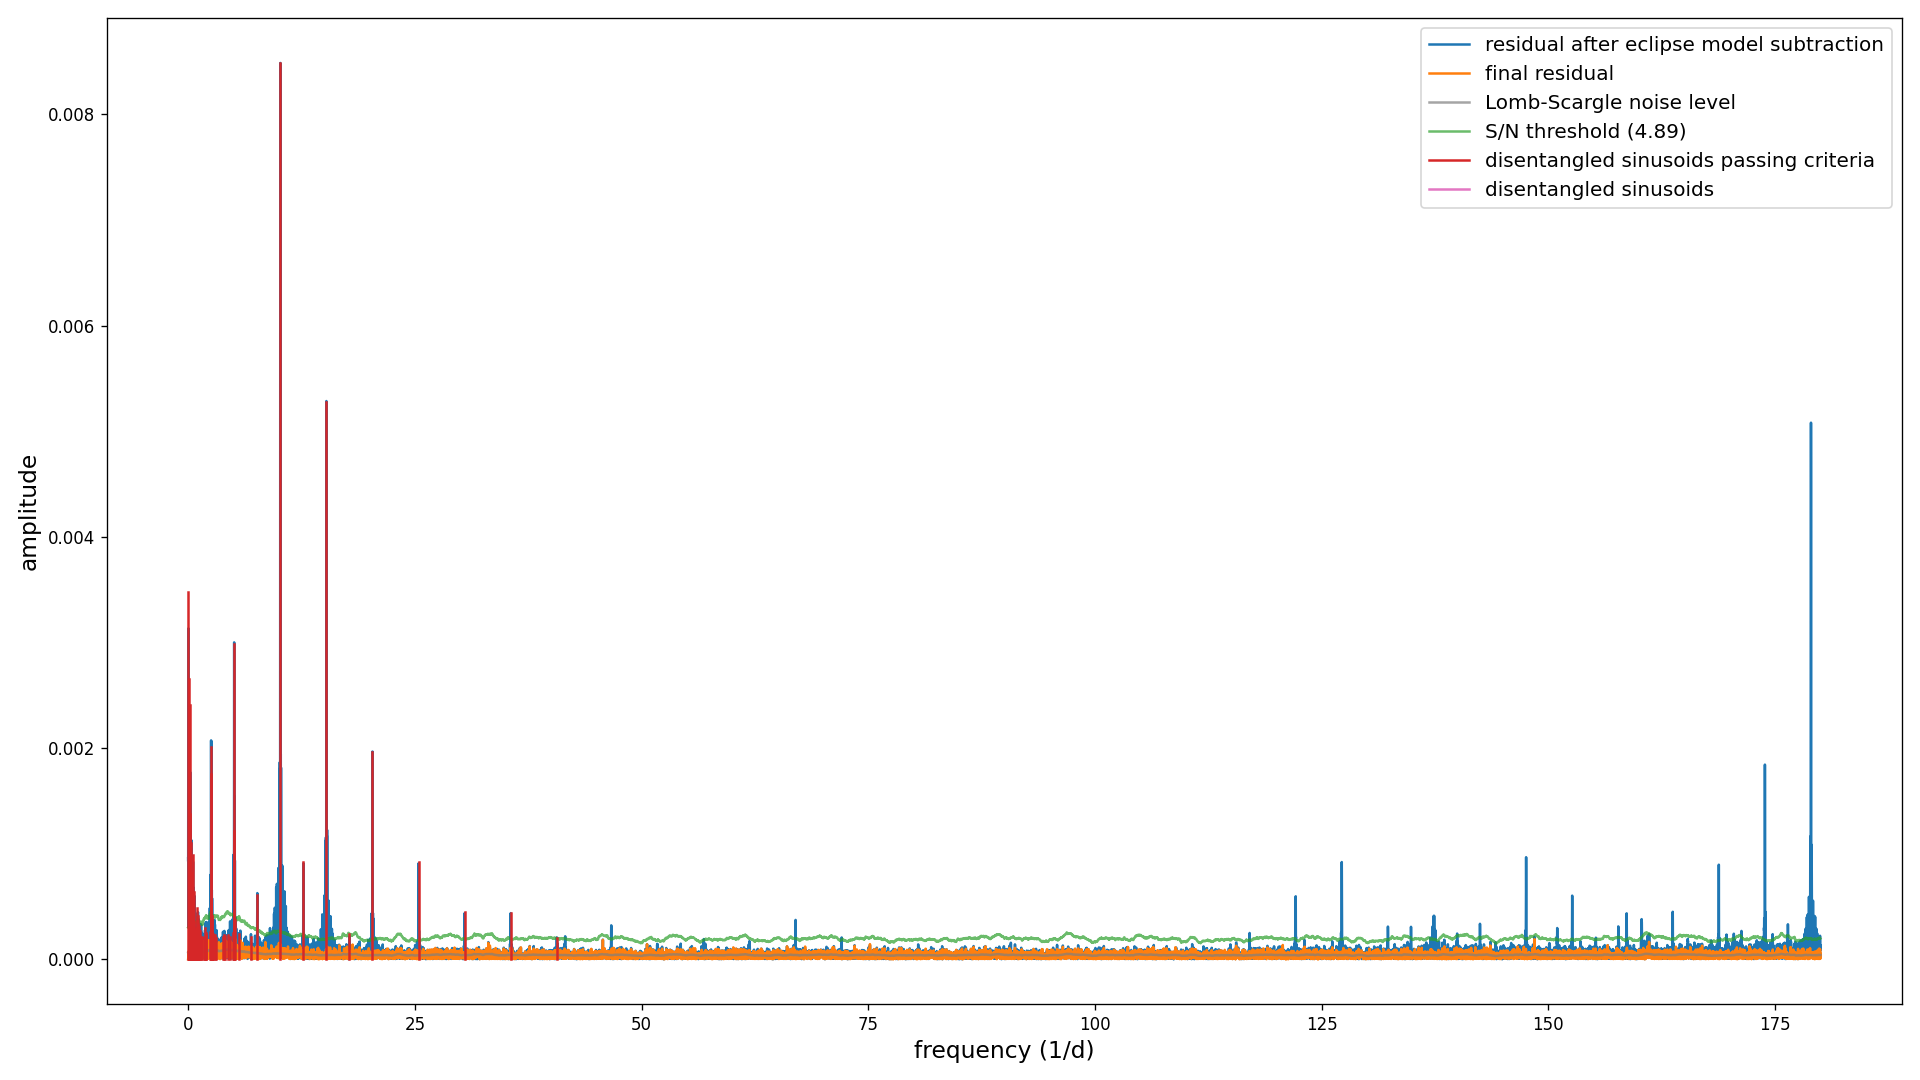 residual after eclipse model subtraction
final residual
Lomb-Scargle noise level
S/N threshold (4.89)
disentangled sinusoids passing criteria
disentangled sinusoids
0.008
0.006
0.004
0.002
0.000
amplitude
0 25 50 75 100 125 150 175
frequency (1/d)